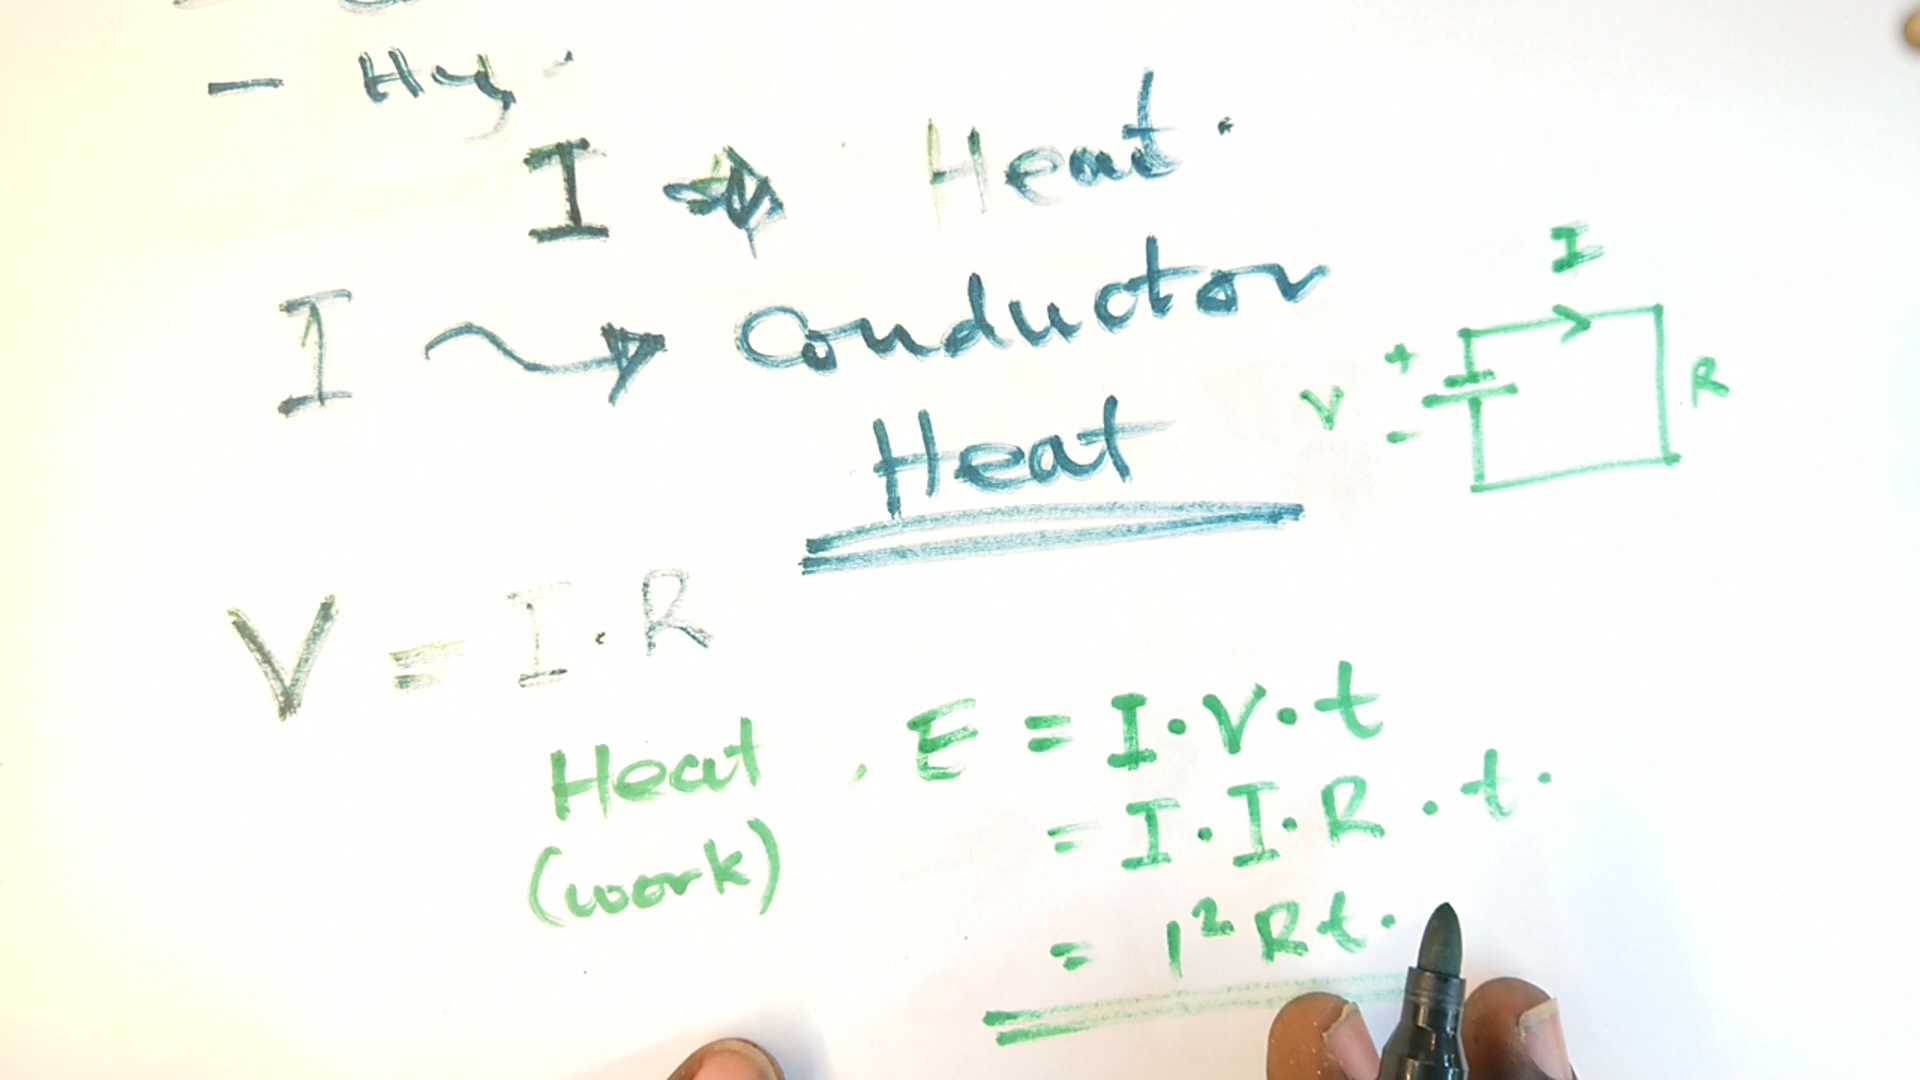 - Hy.
I → Heat.
I → Conductor
Heat
I
+
V
-
R
V = I.R
Heat, E = I.V.t
(work)
= I.I.R.t.
= I²Rt.